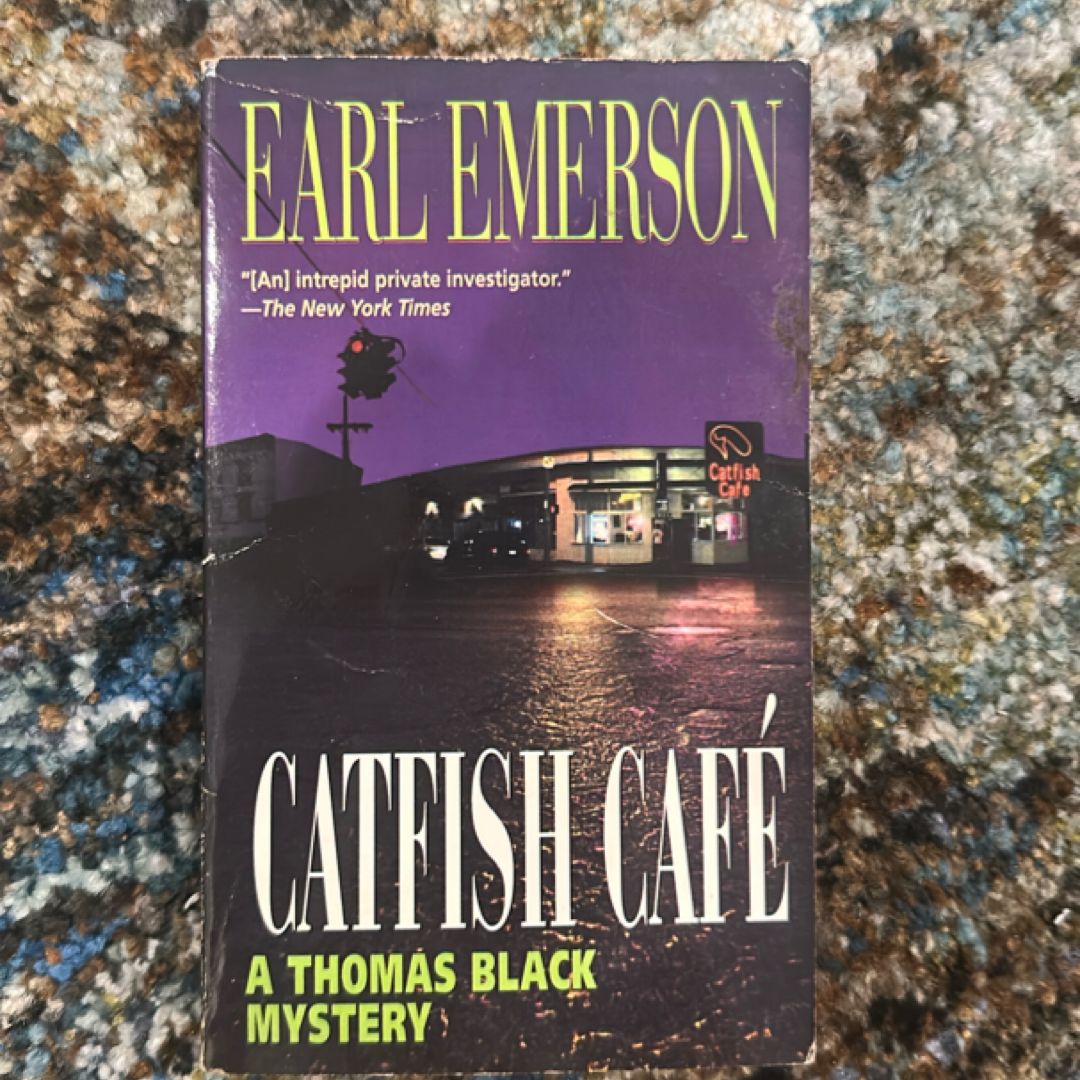 EARL EMERSON
"[An] intrepid private investigator."
—The New York Times
Catfish
Cafe
CATFISH CAFÉ
A THOMAS BLACK
MYSTERY